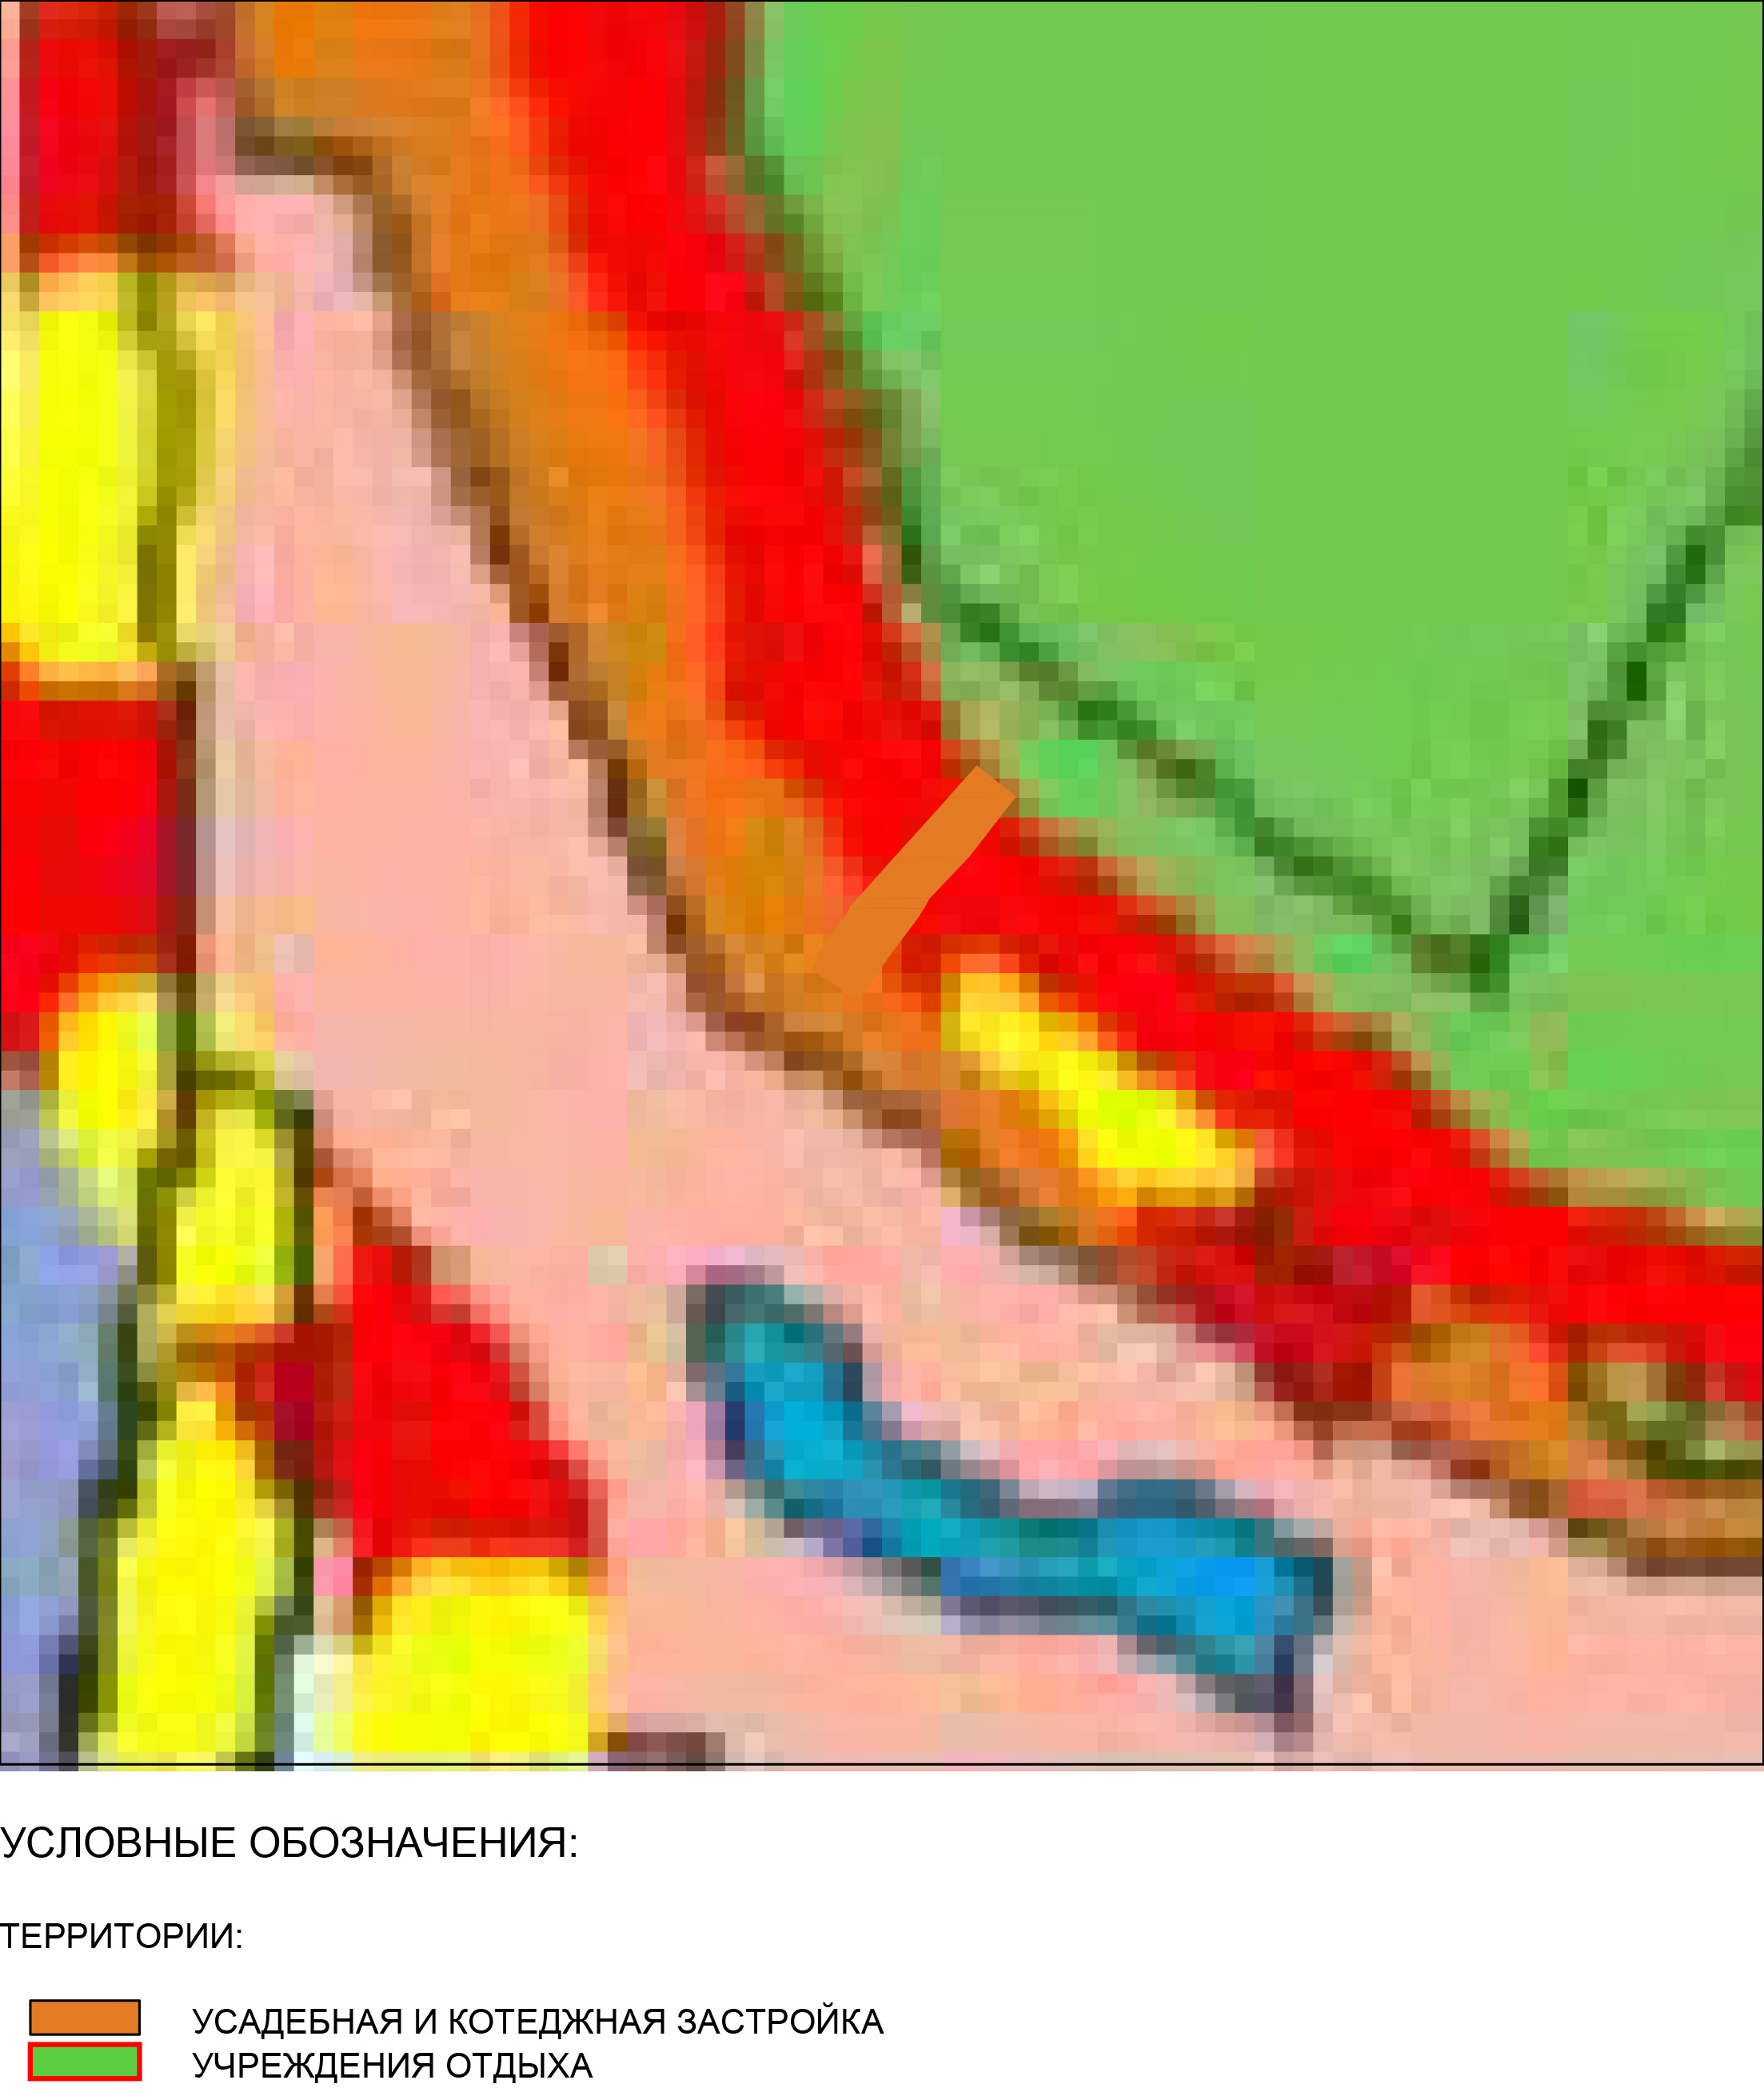 УСЛОВНЫЕ ОБОЗНАЧЕНИЯ:
ТЕРРИТОРИИ:
УСАДЕБНАЯ И КОТЕДЖНАЯ ЗАСТРОЙКА
УЧРЕЖДЕНИЯ ОТДЫХА